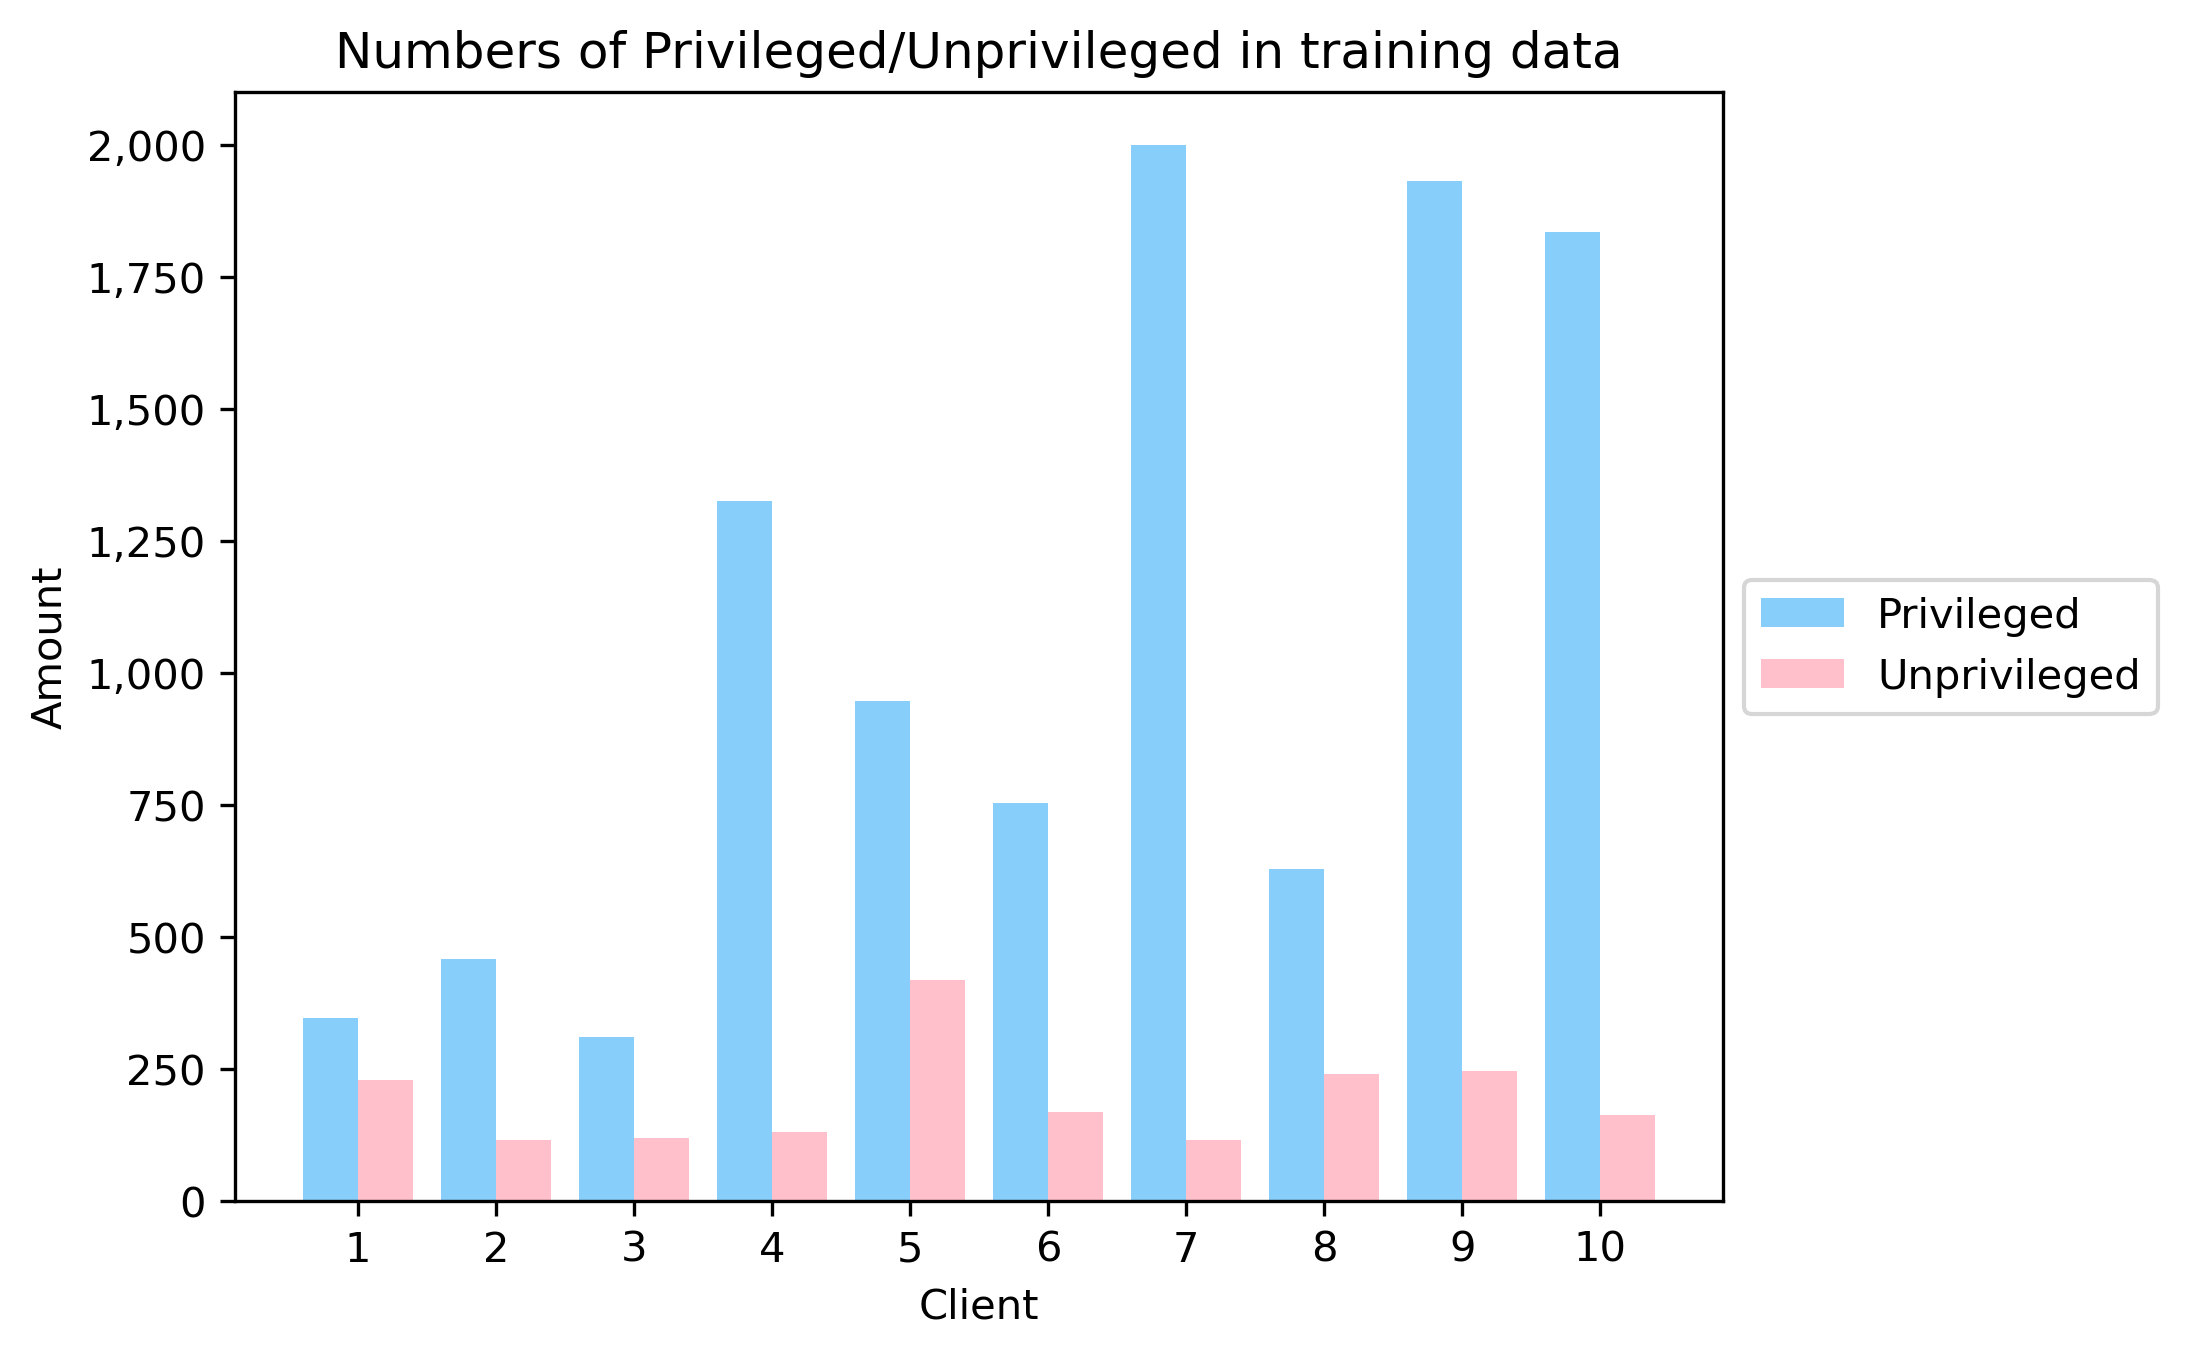 Numbers of Privileged/Unprivileged in training data
2,000
1,750
1,500
1,250
1,000
750
500
250
0
Amount
1 2 3 4 5 6 7 8 9 10
Client
Privileged
Unprivileged